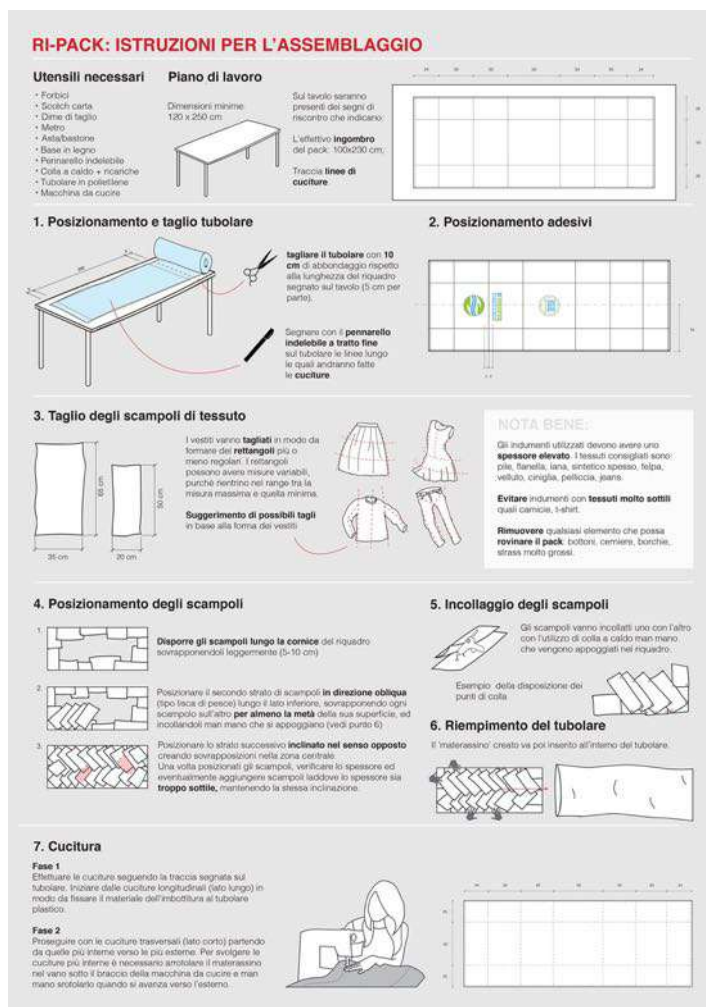 RI-PACK: ISTRUZIONI PER L'ASSEMBLAGGIO
Utensili necessari
• Forbici
• Scotch carta
• Dime di taglio
• Metro
• Asta/bastone
• Base in legno
• Pennarello indelebile
• Colla a caldo + ricariche
• Tubolare in polietilene
• Macchina da cucire
Piano di lavoro
Dimensioni minime:
120 x 250 cm
Sul tavolo saranno
presenti dei segni di
riscontro che indicano:
L'effettivo ingombro
del pack: 100x230 cm;
Traccia linee di
cuciture.
1. Posizionamento e taglio tubolare
tagliare il tubolare con 10
cm di abbondaggio rispetto
alla lunghezza del riquadro
segnato sul tavolo (5 cm per
parte).
Segnare con il pennarello
indelebile a tratto fine
sul tubolare le linee lungo
le quali andranno fatte
le cuciture.
2. Posizionamento adesivi
3. Taglio degli scampoli di tessuto
65 cm
35 cm
50 cm
20 cm
I vestiti vanno tagliati in modo da
formare dei rettangoli più o
meno regolari. I rettangoli
possono avere misure variabili,
purché rientrino nel range tra la
misura massima e quella minima.
Suggerimento di possibili tagli
in base alla forma dei vestiti
NOTA BENE:
Gli indumenti utilizzati devono avere uno
spessore elevato. I tessuti consigliati sono:
pile, flanella, lana, sintetico spesso, felpa,
velluto, ciniglia, pelliccia, jeans.
Evitare indumenti con tessuti molto sottili
quali camicie, t-shirt.
Rimuovere qualsiasi elemento che possa
rovinare il pack: bottoni, cerniere, borchie,
strass molto grossi.
4. Posizionamento degli scampoli
1.
Disporre gli scampoli lungo la cornice del riquadro
sovrapponendoli leggermente (5-10 cm)
2.
Posizionare il secondo strato di scampoli in direzione obliqua
(tipo lisca di pesce) lungo il lato inferiore, sovrapponendo ogni
scampolo sull'altro per almeno la metà della sua superficie, ed
incollandoli man mano che si appoggiano (vedi punto 6)
3.
Posizionare lo strato successivo inclinato nel senso opposto
creando sovrapposizioni nella zona centrale.
Una volta posizionati gli scampoli, verificare lo spessore ed
eventualmente aggiungere scampoli laddove lo spessore sia
troppo sottile, mantenendo la stessa inclinazione.
5. Incollaggio degli scampoli
Gli scampoli vanno incollati uno con l'altro
con l'utilizzo di colla a caldo man mano
che vengono appoggiati nel riquadro.
Esempio della disposizione dei
punti di colla
6. Riempimento del tubolare
Il 'materassino' creato va poi inserito all'interno del tubolare.
7. Cucitura
Fase 1
Effettuare le cuciture seguendo la traccia segnata sul
tubolare. Iniziare dalle cuciture longitudinali (lato lungo) in
modo da fissare il materiale dell'imbottitura al tubolare
plastico.
Fase 2
Proseguire con le cuciture trasversali (lato corto) partendo
da quelle più interne verso le più esterne. Per svolgere le
cuciture più interne è necessario arrotolare il materassino
nel vano sotto il braccio della macchina da cucire e man
mano srotolarlo quando si avanza verso l'esterno.